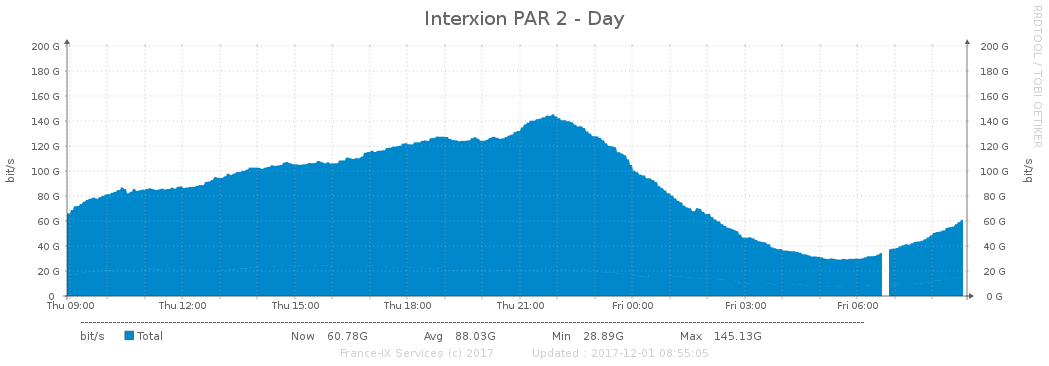 Interxion PAR 2 - Day
RRDTOOL / TOBI OETIKER
bit/s
200 G 200 G
180 G 180 G
160 G 160 G
140 G 140 G
120 G 120 G
100 G 100 G
80 G 80 G
60 G 60 G
40 G 40 G
20 G 20 G
0 0 G
bit/s
Thu 09:00 Thu 12:00 Thu 15:00 Thu 18:00 Thu 21:00 Fri 00:00 Fri 03:00 Fri 06:00
bit/s Total Now 60.78G Avg 88.03G Min 28.89G Max 145.13G
France-IX Services (c) 2017 Updated : 2017-12-01 08:55:05